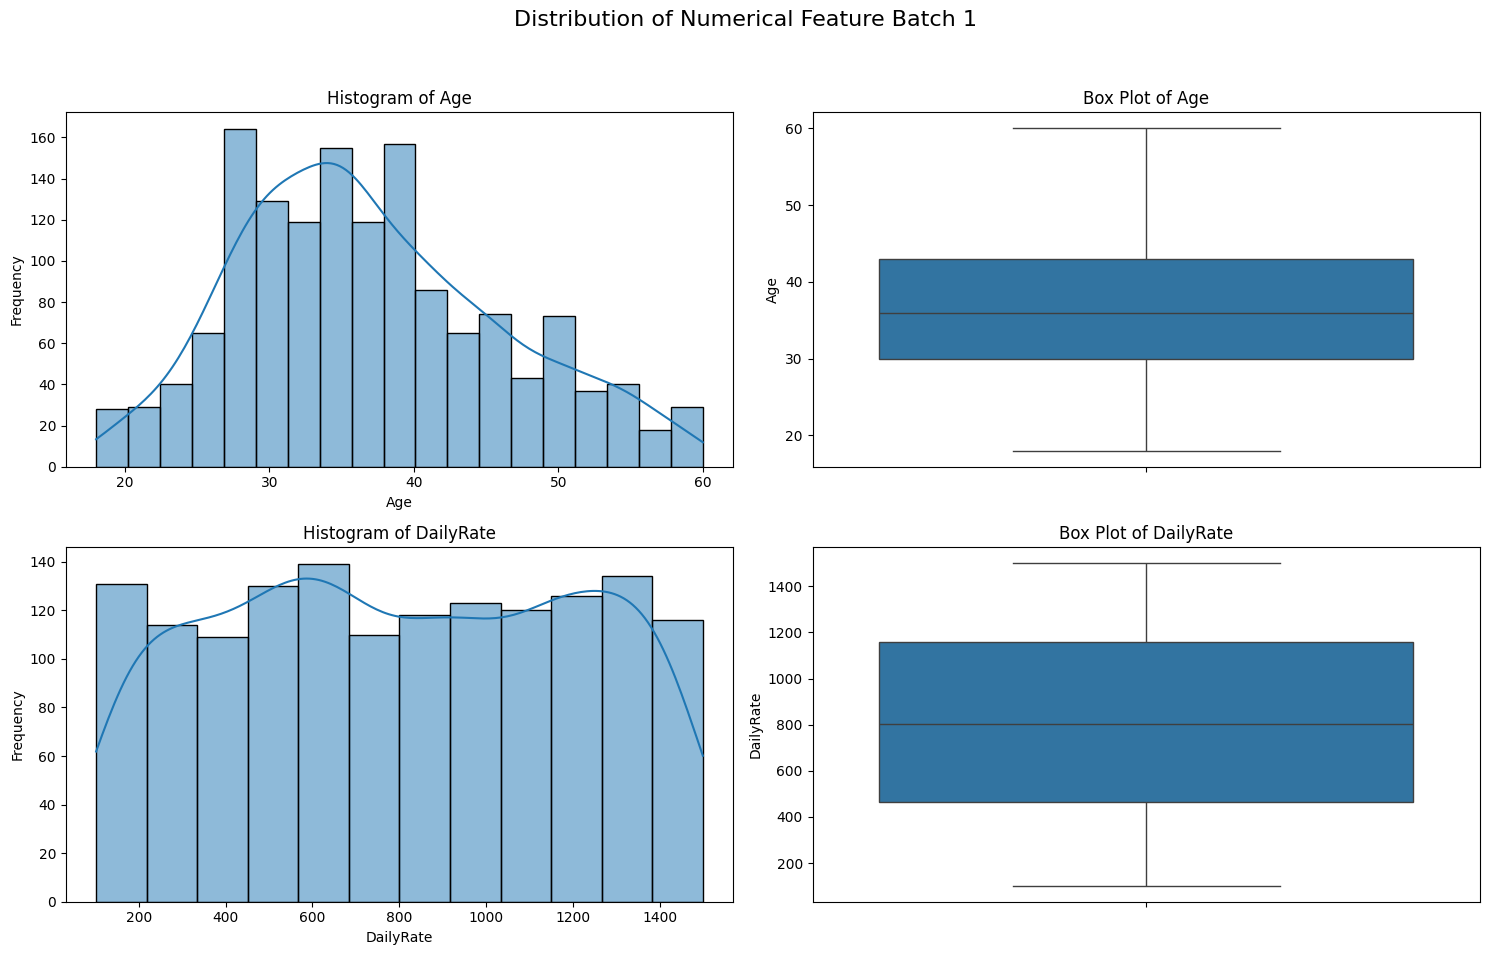 Distribution of Numerical Feature Batch 1
Histogram of Age
Frequency
160
140
120
100
80
60
40
20
0
20 30 40 50 60
Age
Box Plot of Age
Age
60
50
40
30
20
Histogram of DailyRate
Frequency
140
120
100
80
60
40
20
0
200 400 600 800 1000 1200 1400
DailyRate
Box Plot of DailyRate
DailyRate
1400
1200
1000
800
600
400
200